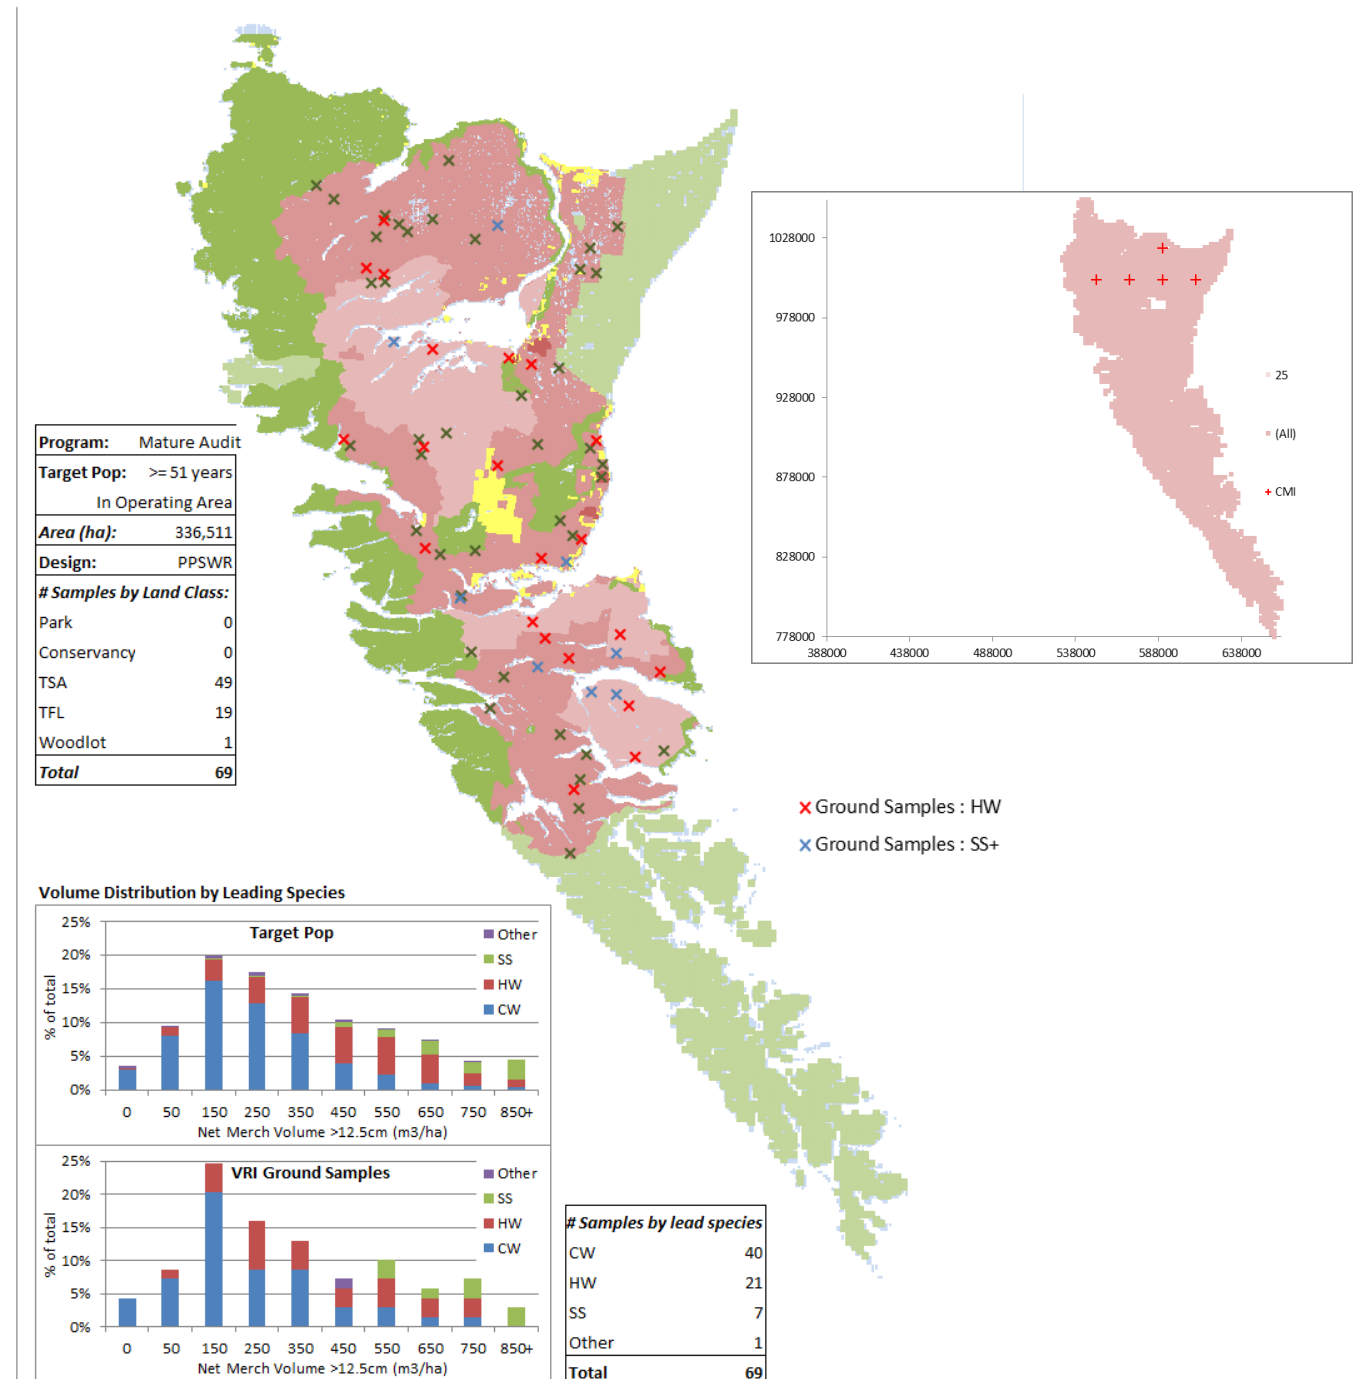 Program: Mature Audit
Target Pop: >= 51 years
In Operating Area
Area (ha): 336,511
Design: PPSWR
# Samples by Land Class:
Park 0
Conservancy 0
TSA 49
TFL 19
Woodlot 1
Total 69
1028000
978000
928000
878000
828000
778000
388000 438000 488000 538000 588000 638000
25
(All)
CMI
Ground Samples : HW
Ground Samples : SS+
Volume Distribution by Leading Species
Target Pop
25%
20%
15%
10%
5%
0%
% of total
Other
SS
HW
CW
0 50 150 250 350 450 550 650 750 850+
Net Merch Volume >12.5cm (m3/ha)
VRI Ground Samples
25%
20%
15%
10%
5%
0%
% of total
Other
SS
HW
CW
0 50 150 250 350 450 550 650 750 850+
Net Merch Volume >12.5cm (m3/ha)
# Samples by lead species
CW 40
HW 21
SS 7
Other 1
Total 69